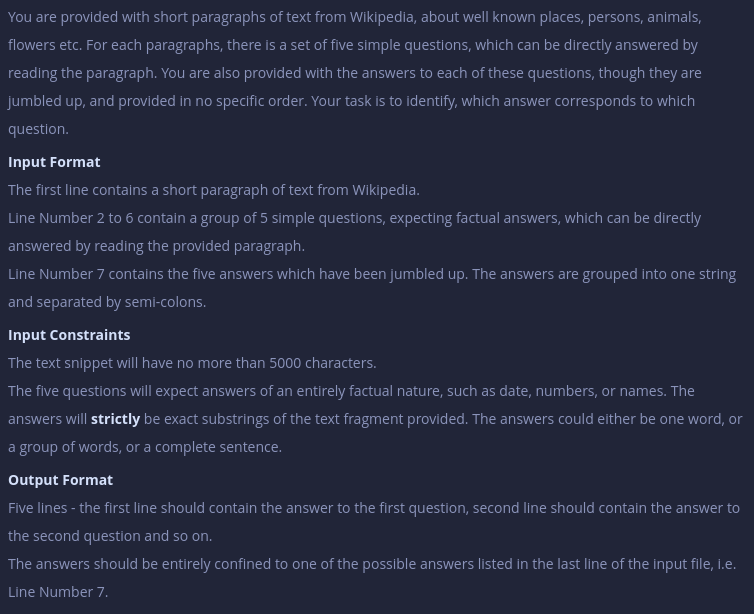 You are provided with short paragraphs of text from Wikipedia, about well known places, persons, animals,
flowers etc. For each paragraphs, there is a set of five simple questions, which can be directly answered by
reading the paragraph. You are also provided with the answers to each of these questions, though they are
jumbled up, and provided in no specific order. Your task is to identify, which answer corresponds to which
question.
Input Format
The first line contains a short paragraph of text from Wikipedia.
Line Number 2 to 6 contain a group of 5 simple questions, expecting factual answers, which can be directly
answered by reading the provided paragraph.
Line Number 7 contains the five answers which have been jumbled up. The answers are grouped into one string
and separated by semi-colons.
Input Constraints
The text snippet will have no more than 5000 characters.
The five questions will expect answers of an entirely factual nature, such as date, numbers, or names. The
answers will strictly be exact substrings of the text fragment provided. The answers could either be one word, or
a group of words, or a complete sentence.
Output Format
Five lines - the first line should contain the answer to the first question, second line should contain the answer to
the second question and so on.
The answers should be entirely confined to one of the possible answers listed in the last line of the input file, i.e.
Line Number 7.